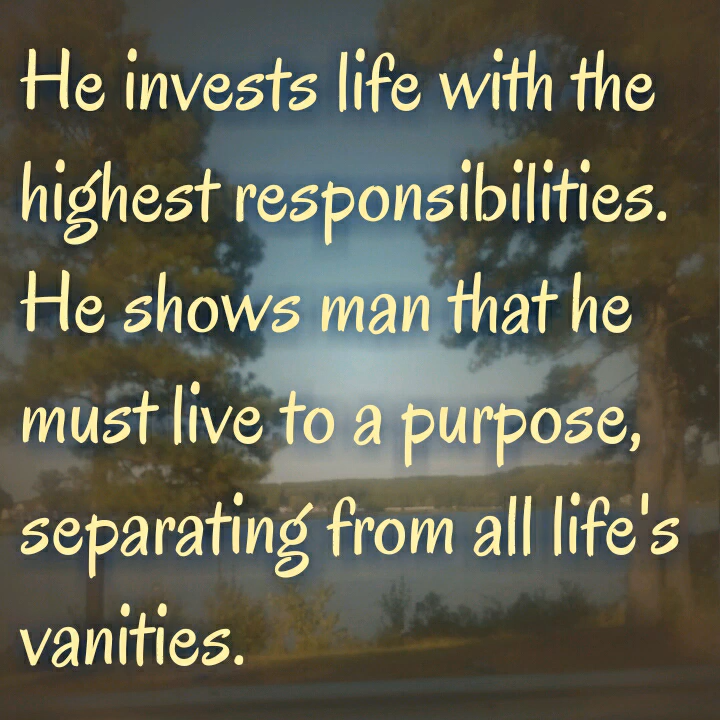 He invests life with the
highest responsibilities.
He shows man that he
must live to a purpose,
separating from all life's
vanities.